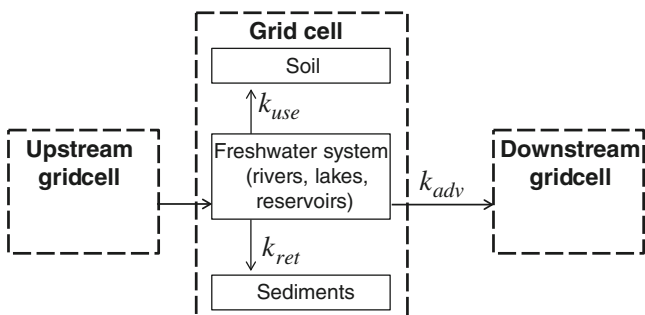 Grid cell
Soil
k_use
Upstream
gridcell
Freshwater system
(rivers, lakes,
reservoirs)
k_adv
Downstream
gridcell
k_ret
Sediments